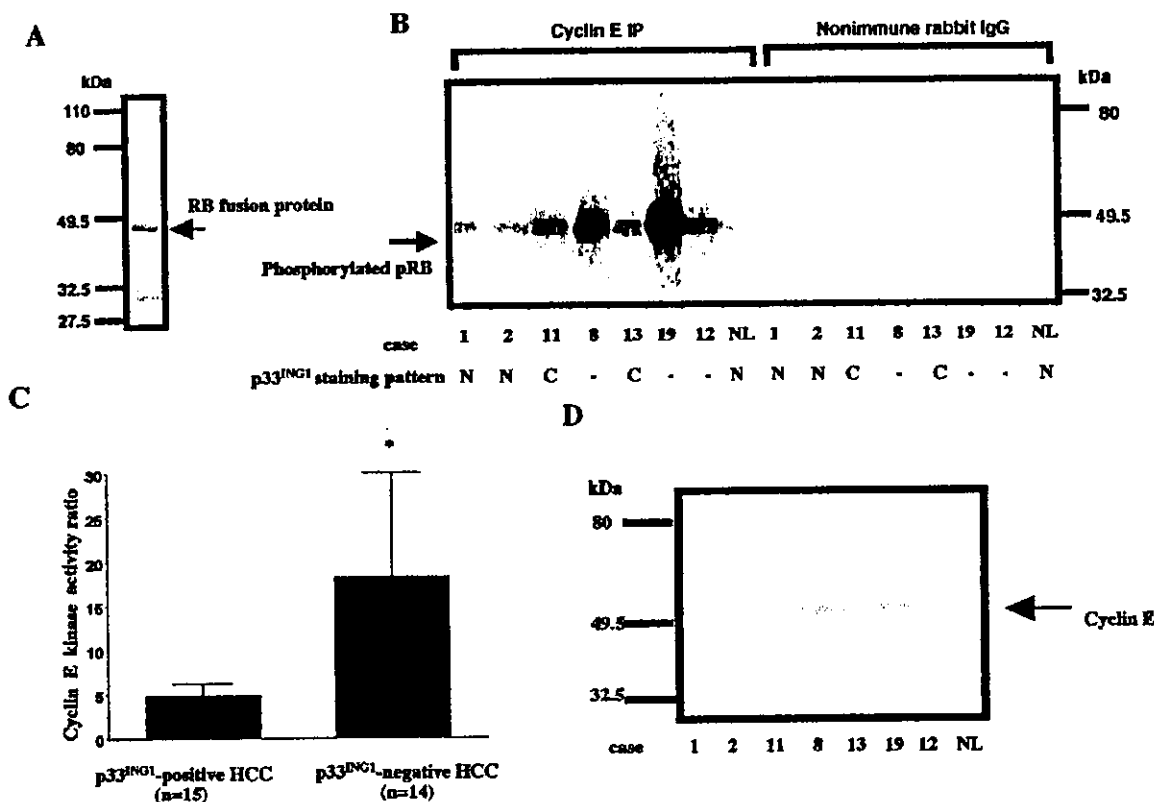 A
kDa
110
80
49.5
32.5
27.5
RB fusion protein
B
Cyclin E IP
Nonimmune rabbit IgG
kDa
80
49.5
32.5
Phosphorylated pRB
case 1 2 11 8 13 19 12 NL 1 2 11 8 13 19 12 NL
p33ING1 staining pattern N N C - C - - N N N C - C - - N
C
*
Cyclin E kinase activity ratio
30
25
20
15
10
5
0
p33ING1-positive HCC
(n=15)
p33ING1-negative HCC
(n=14)
D
kDa
80
49.5
32.5
Cyclin E
case 1 2 11 8 13 19 12 NL